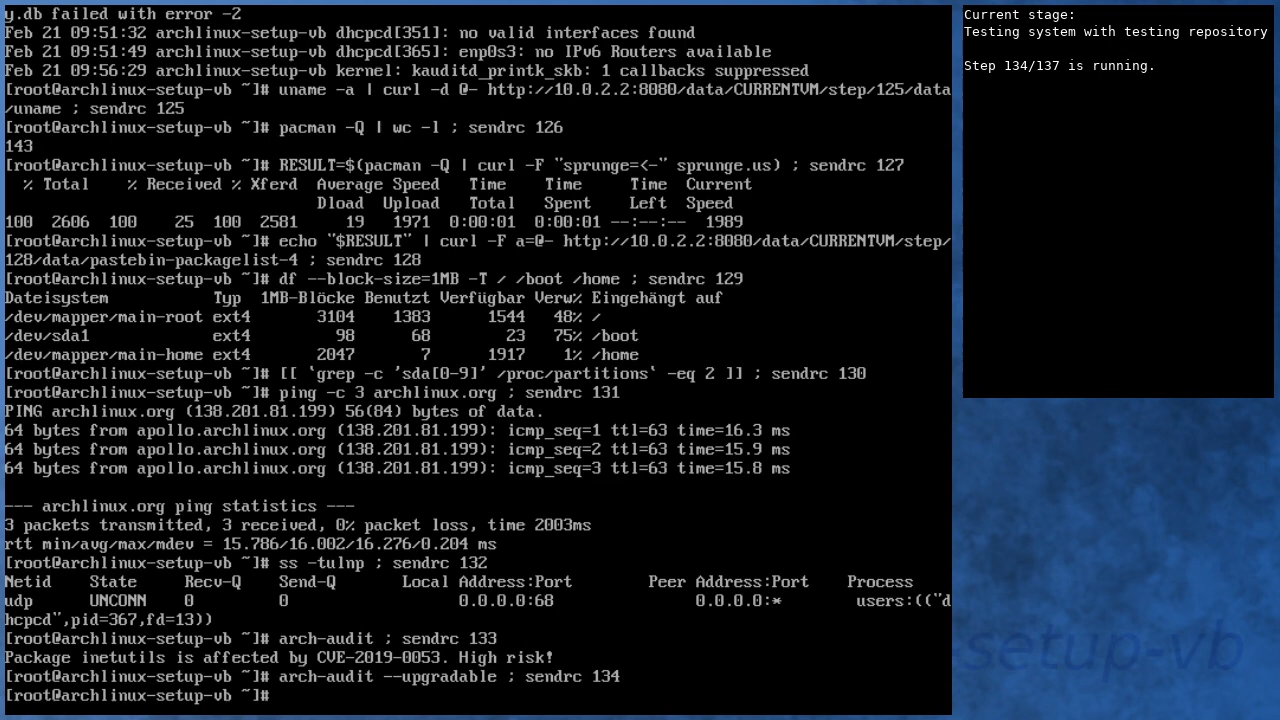 y.db failed with error -2
Feb 21 09:51:32 archlinux-setup-vb dhcpcd[351]: no valid interfaces found
Feb 21 09:51:49 archlinux-setup-vb dhcpcd[365]: enp0s3: no IPv6 Routers available
Feb 21 09:56:29 archlinux-setup-vb kernel: kauditd_printk_skb: 1 callbacks suppressed
[root@archlinux-setup-vb ~]# uname -a | curl -d @- http://10.0.2.2:8080/data/CURRENTVM/step/125/data
/uname ; sendrc 125
[root@archlinux-setup-vb ~]# pacman -Q | wc -l ; sendrc 126
143
[root@archlinux-setup-vb ~]# RESULT=$(pacman -Q | curl -F "sprunge=<-" sprunge.us) ; sendrc 127
  % Total    % Received % Xferd  Average Speed   Time    Time     Time  Current
                                 Dload  Upload   Total   Spent    Left  Speed
100  2606  100    25  100  2581     19   1971  0:00:01  0:00:01 --:--:--  1989
[root@archlinux-setup-vb ~]# echo "$RESULT" | curl -F a=@- http://10.0.2.2:8080/data/CURRENTVM/step/
128/data/pastebin-packagelist-4 ; sendrc 128
[root@archlinux-setup-vb ~]# df --block-size=1MB -T / /boot /home ; sendrc 129
Dateisystem           Typ  1MB-Blöcke Benutzt Verfügbar Verw% Eingehängt auf
/dev/mapper/main-root ext4       3104    1383      1544   48% /
/dev/sda1             ext4         98      68        23   75% /boot
/dev/mapper/main-home ext4       2047       7      1917    1% /home
[root@archlinux-setup-vb ~]# [[ `grep -c 'sda[0-9]' /proc/partitions` -eq 2 ]] ; sendrc 130
[root@archlinux-setup-vb ~]# ping -c 3 archlinux.org ; sendrc 131
PING archlinux.org (138.201.81.199) 56(84) bytes of data.
64 bytes from apollo.archlinux.org (138.201.81.199): icmp_seq=1 ttl=63 time=16.3 ms
64 bytes from apollo.archlinux.org (138.201.81.199): icmp_seq=2 ttl=63 time=15.9 ms
64 bytes from apollo.archlinux.org (138.201.81.199): icmp_seq=3 ttl=63 time=15.8 ms

--- archlinux.org ping statistics ---
3 packets transmitted, 3 received, 0% packet loss, time 2003ms
rtt min/avg/max/mdev = 15.786/16.002/16.276/0.204 ms
[root@archlinux-setup-vb ~]# ss -tulnp ; sendrc 132
Netid    State     Recv-Q    Send-Q        Local Address:Port        Peer Address:Port    Process
udp      UNCONN    0         0                   0.0.0.0:68               0.0.0.0:*        users:(("d
hcpcd",pid=367,fd=13))
[root@archlinux-setup-vb ~]# arch-audit ; sendrc 133
Package inetutils is affected by CVE-2019-0053. High risk!
[root@archlinux-setup-vb ~]# arch-audit --upgradable ; sendrc 134
[root@archlinux-setup-vb ~]#
Current stage:
Testing system with testing repository

Step 134/137 is running.
setup-vb